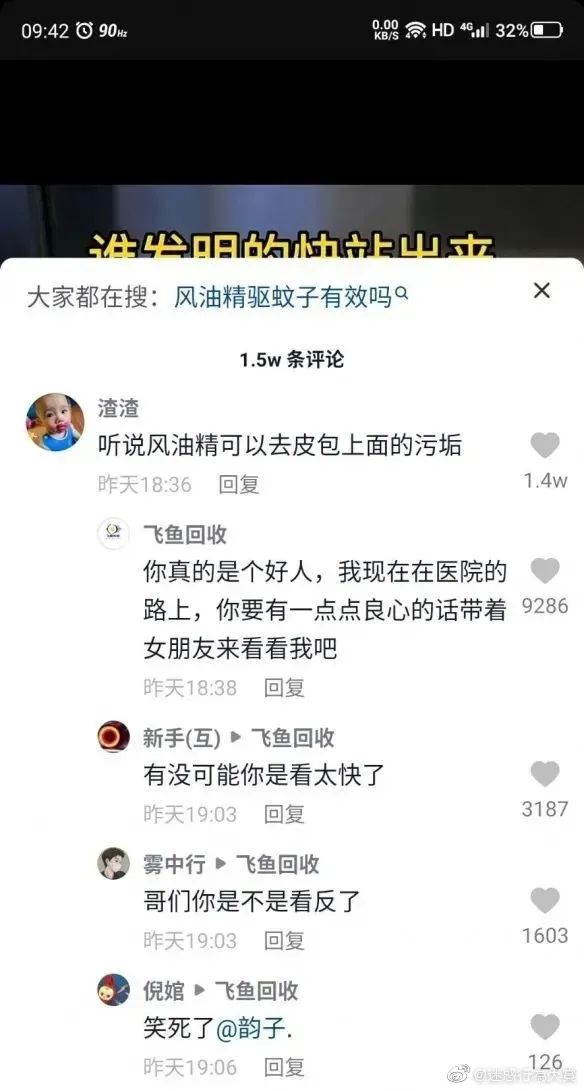 09:42 90Hz 0.00 KB/S HD 4G 32%
谁发明的快站出来
大家都在搜：风油精驱蚊子有效吗
1.5w 条评论
渣渣
听说风油精可以去皮包上面的污垢
昨天18:36 回复 1.4w
飞鱼回收
你真的是个好人，我现在在医院的
路上，你要有一点点良心的话带着
女朋友来看看我吧
9286
昨天18:38 回复
新手(互) ▸ 飞鱼回收
有没可能你是看太快了
昨天19:03 回复 3187
雾中行 ▸ 飞鱼回收
哥们你是不是看反了
昨天19:03 回复 1603
倪婠 ▸ 飞鱼回收
笑死了@韵子.
昨天19:06 回复 126